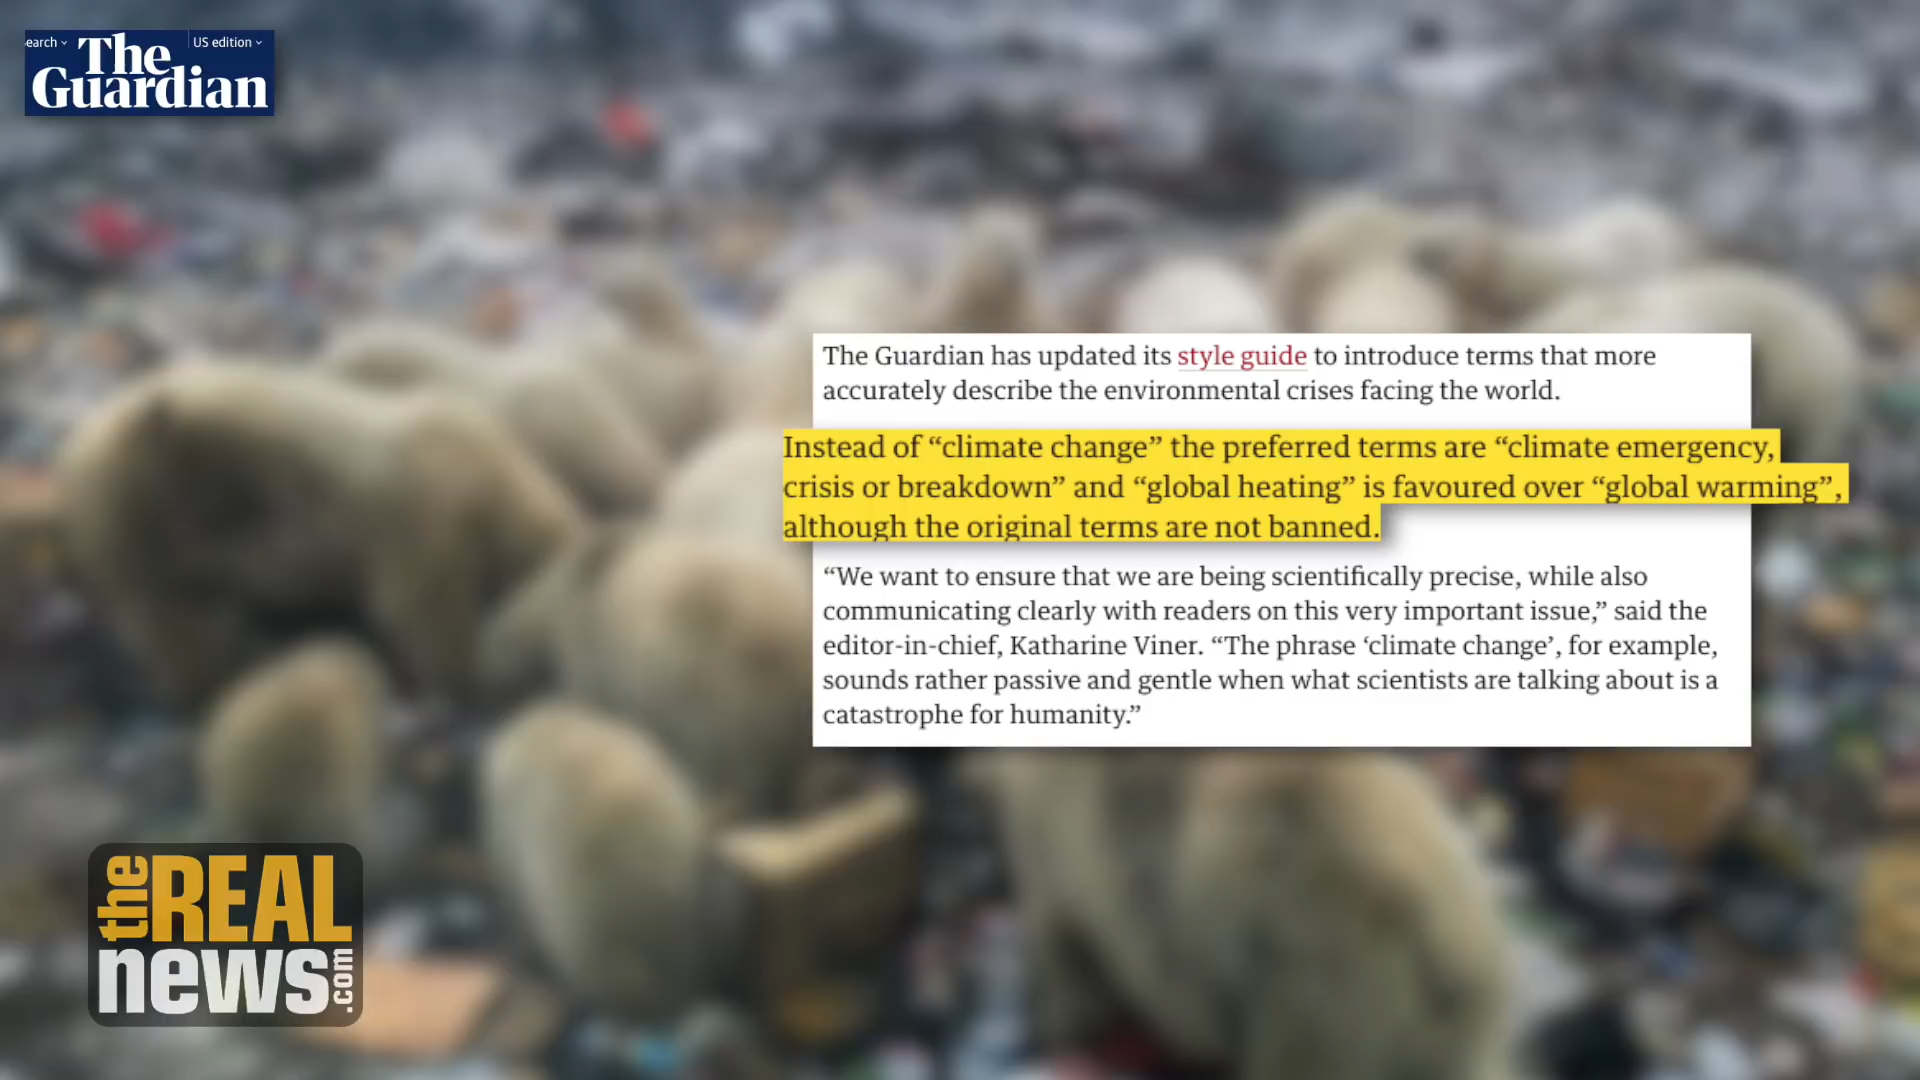 earch
US edition
The
Guardian
The Guardian has updated its style guide to introduce terms that more
accurately describe the environmental crises facing the world.
Instead of “climate change” the preferred terms are “climate emergency,
crisis or breakdown” and “global heating” is favoured over “global warming”,
although the original terms are not banned.
“We want to ensure that we are being scientifically precise, while also
communicating clearly with readers on this very important issue,” said the
editor-in-chief, Katharine Viner. “The phrase ‘climate change’, for example,
sounds rather passive and gentle when what scientists are talking about is a
catastrophe for humanity.”
the REAL
news.com